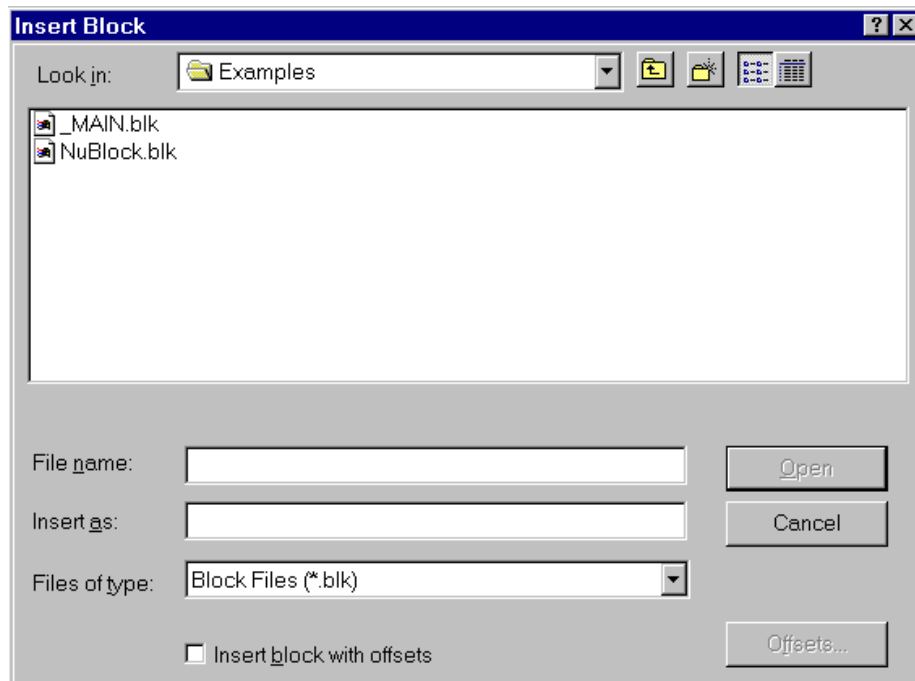 Insert Block
Look in: Examples
_MAIN.blk
NuBlock.blk
File name:
Open
Insert as:
Cancel
Files of type: Block Files (*.blk)
Insert block with offsets
Offsets...